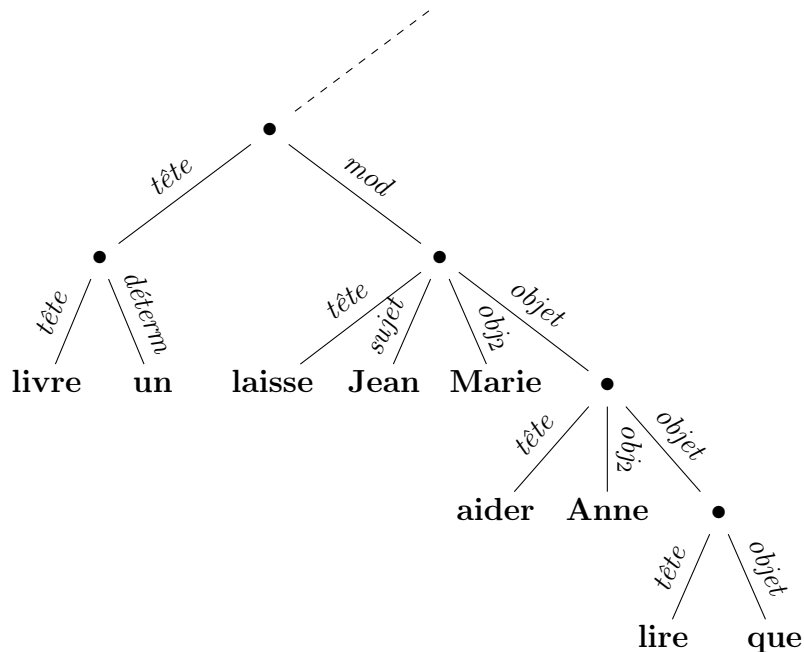 tête mod
tête déterm tête sujet obj2 objet
livre un laisse Jean Marie
tête obj2 objet
aider Anne
tête objet
lire que